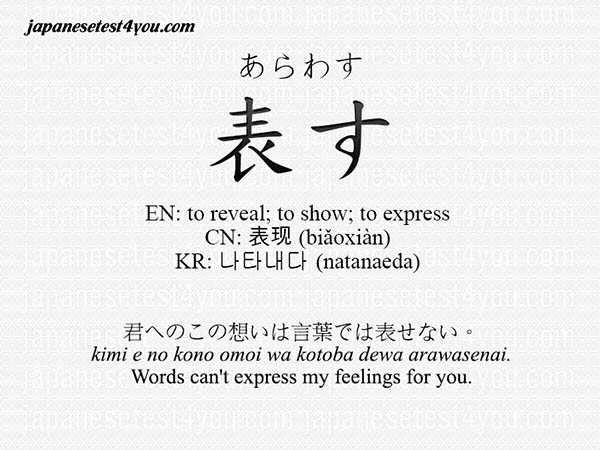 japanesetest4you.com
あらわす
表す
EN: to reveal; to show; to express
CN: 表现 (biǎoxiàn)
KR: 나타내다 (natanaeda)
君へのこの想いは言葉では表せない。
kimi e no kono omoi wa kotoba dewa arawasenai.
Words can't express my feelings for you.